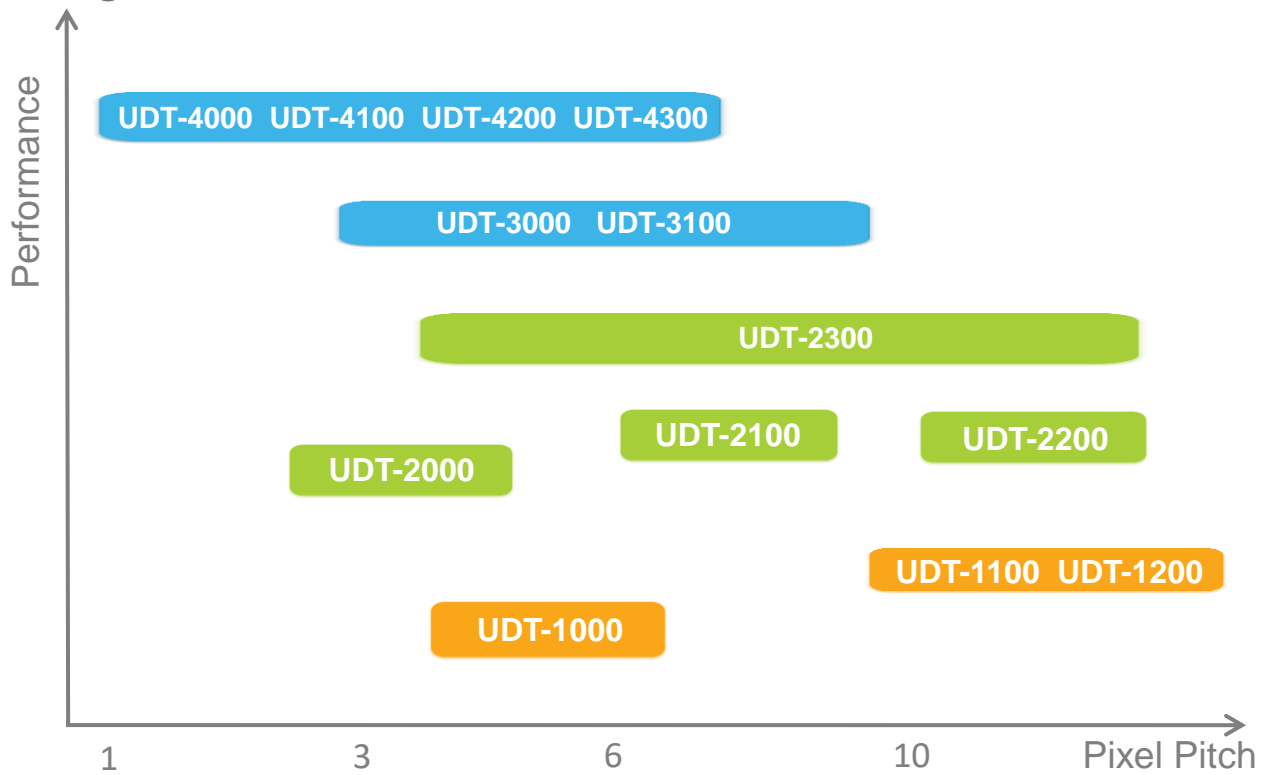 Performance
UDT-4000 UDT-4100 UDT-4200 UDT-4300
UDT-3000 UDT-3100
UDT-2300
UDT-2100
UDT-2200
UDT-2000
UDT-1100 UDT-1200
UDT-1000
1 3 6 10 Pixel Pitch